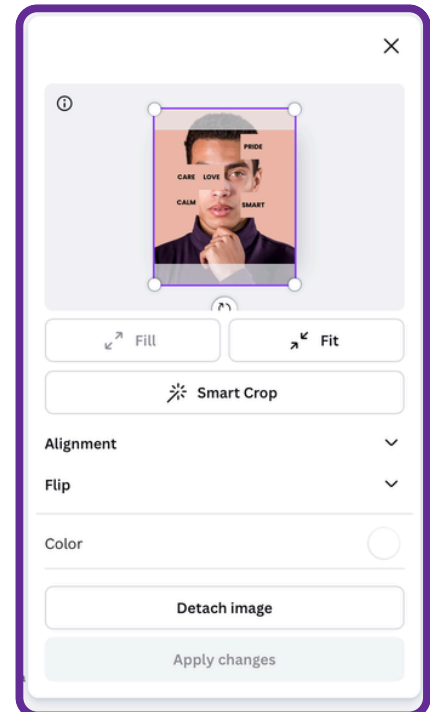 PRIDE
CARE LOVE
CALM SMART
Fill Fit
Smart Crop
Alignment
Flip
Color
Detach image
Apply changes